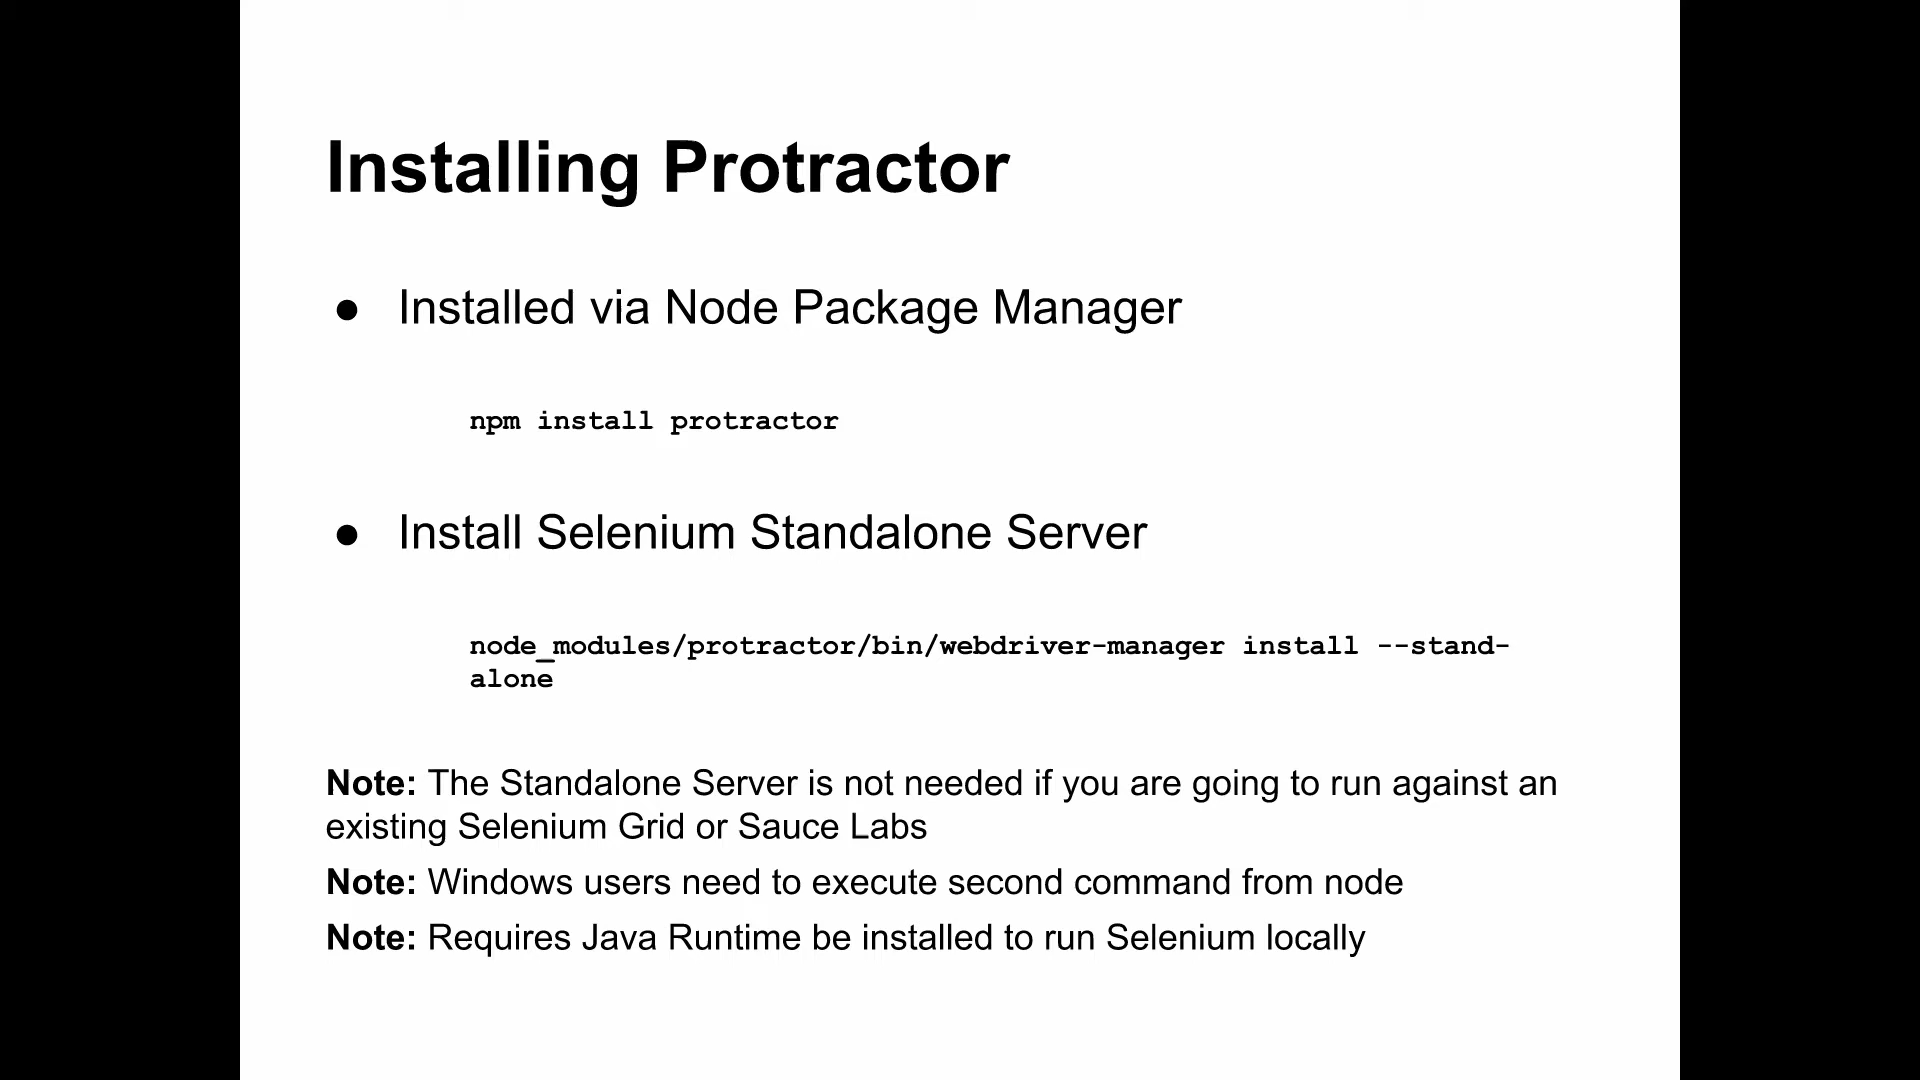 Installing Protractor
● Installed via Node Package Manager
npm install protractor
● Install Selenium Standalone Server
node_modules/protractor/bin/webdriver-manager install --stand-
alone
Note: The Standalone Server is not needed if you are going to run against an
existing Selenium Grid or Sauce Labs
Note: Windows users need to execute second command from node
Note: Requires Java Runtime be installed to run Selenium locally